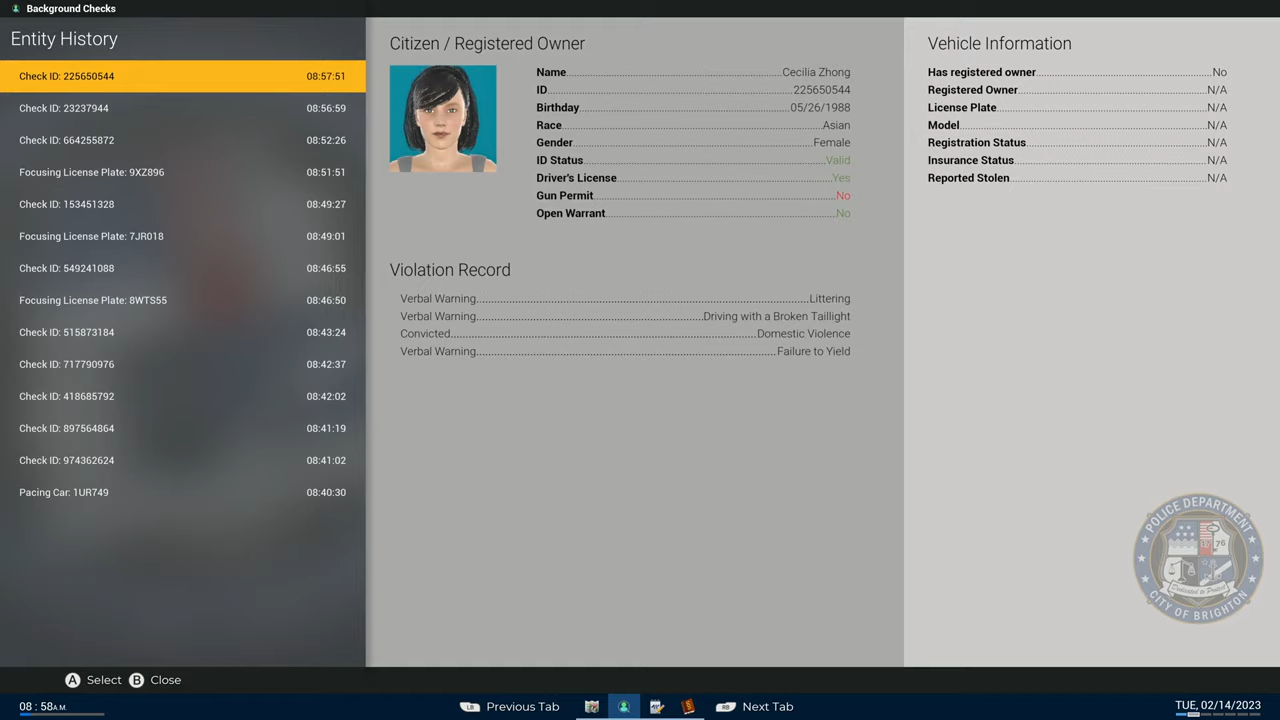 Background Checks
Entity History
Check ID: 225650544 08:57:51
Check ID: 23237944 08:56:59
Check ID: 664255872 08:52:26
Focusing License Plate: 9XZ896 08:51:51
Check ID: 153451328 08:49:27
Focusing License Plate: 7JR018 08:49:01
Check ID: 549241088 08:46:55
Focusing License Plate: 8WTS55 08:46:50
Check ID: 515873184 08:43:24
Check ID: 717790976 08:42:37
Check ID: 418685792 08:42:02
Check ID: 897564864 08:41:19
Check ID: 974362624 08:41:02
Pacing Car: 1UR749 08:40:30
Citizen / Registered Owner
Name Cecilia Zhong
ID 225650544
Birthday 05/26/1988
Race Asian
Gender Female
ID Status Valid
Driver's License Yes
Gun Permit No
Open Warrant No
Violation Record
Verbal Warning Littering
Verbal Warning Driving with a Broken Taillight
Convicted Domestic Violence
Verbal Warning Failure to Yield
Vehicle Information
Has registered owner No
Registered Owner N/A
License Plate N/A
Model N/A
Registration Status N/A
Insurance Status N/A
Reported Stolen N/A
POLICE DEPARTMENT
17 76
CITY OF BRIGHTON
A Select B Close
08 : 58 A.M.
LB Previous Tab RB Next Tab
TUE, 02/14/2023